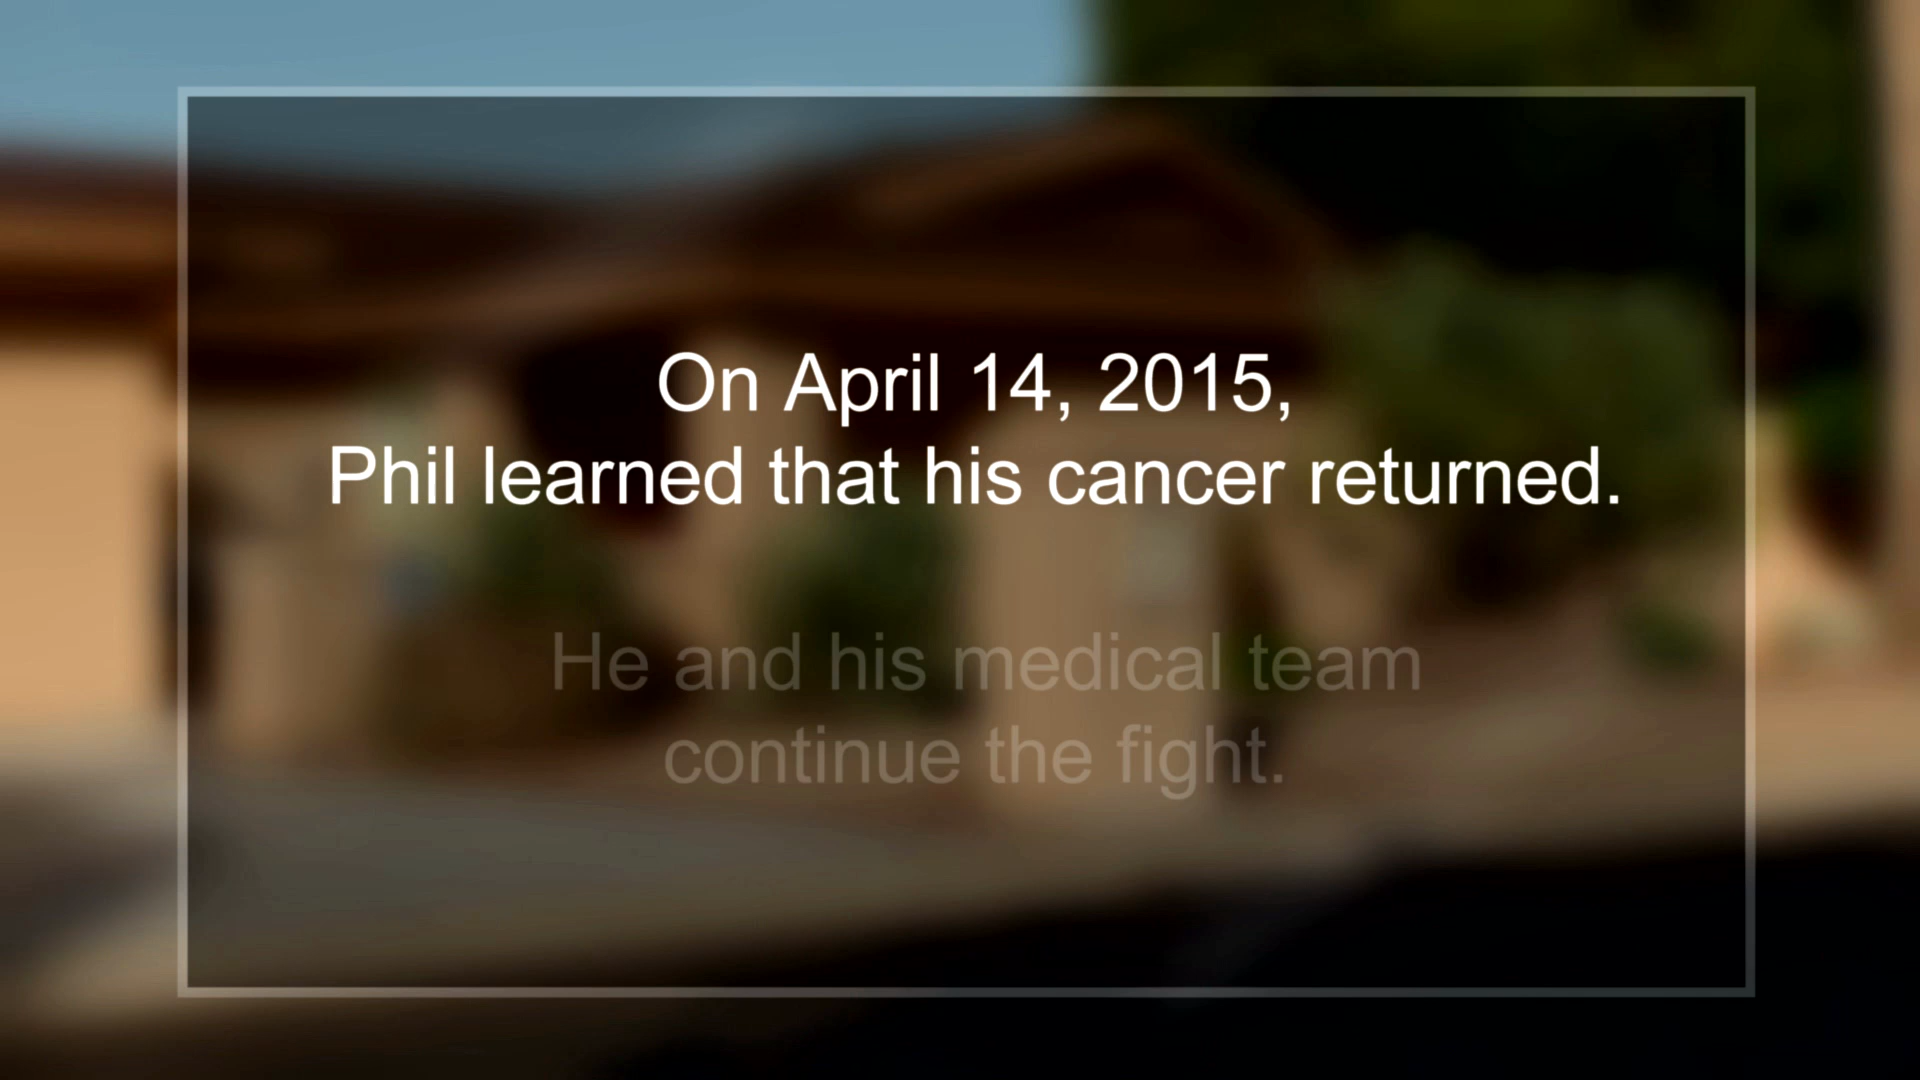 On April 14, 2015,
Phil learned that his cancer returned.
He and his medical team
continue the fight.